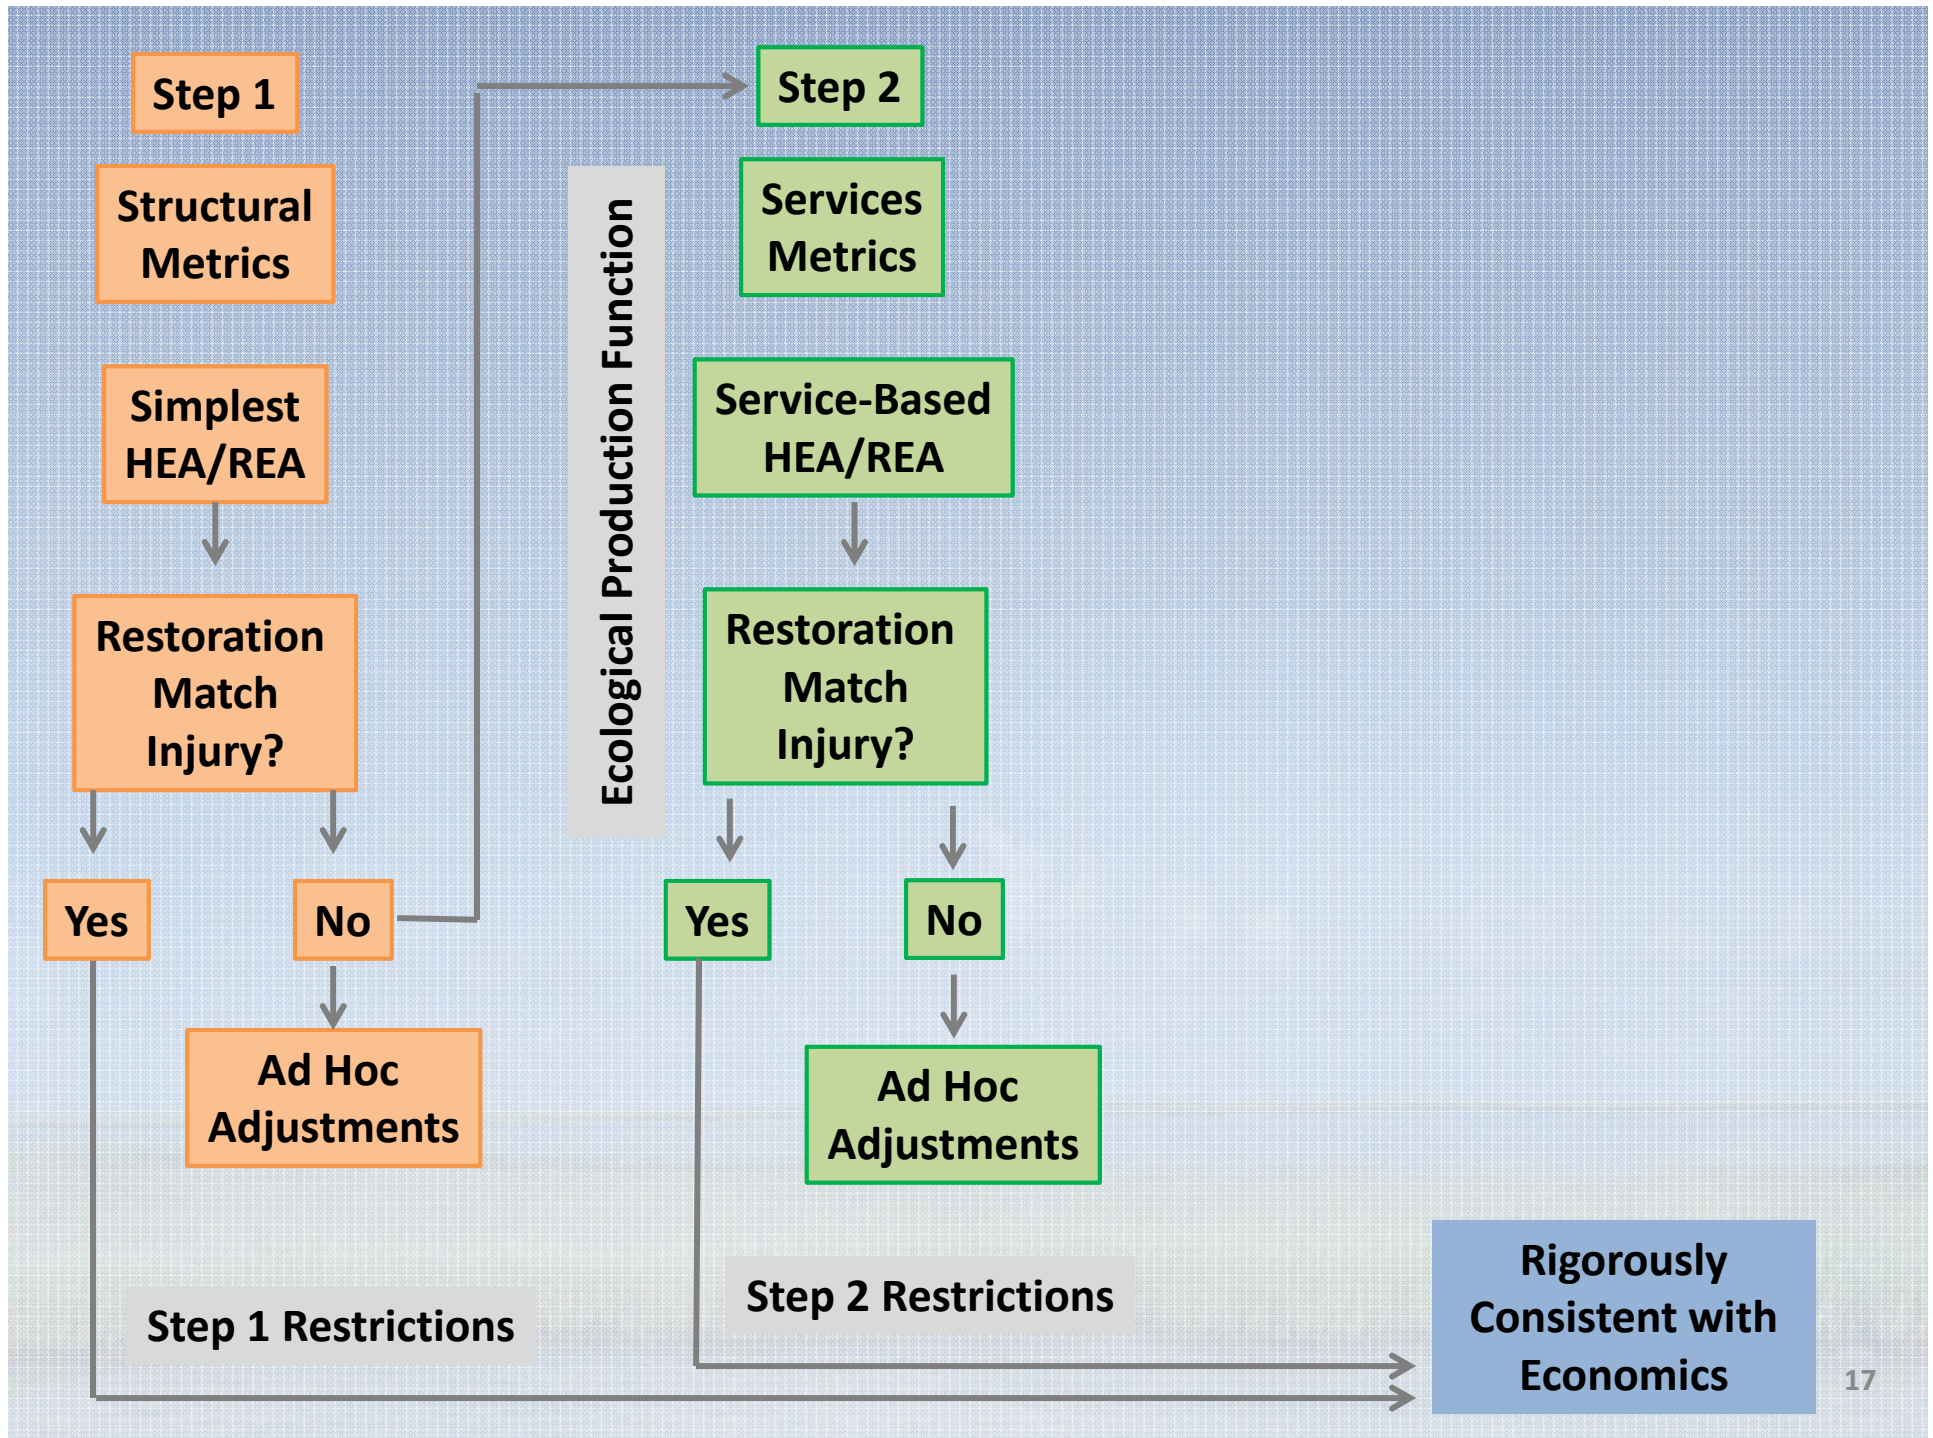 Step 1
Structural
Metrics
Simplest
HEA/REA
Restoration
Match
Injury?
Yes
No
Ad Hoc
Adjustments
Step 1 Restrictions
Ecological Production Function
Step 2
Services
Metrics
Service-Based
HEA/REA
Restoration
Match
Injury?
Yes
No
Ad Hoc
Adjustments
Step 2 Restrictions
Rigorously
Consistent with
Economics
17